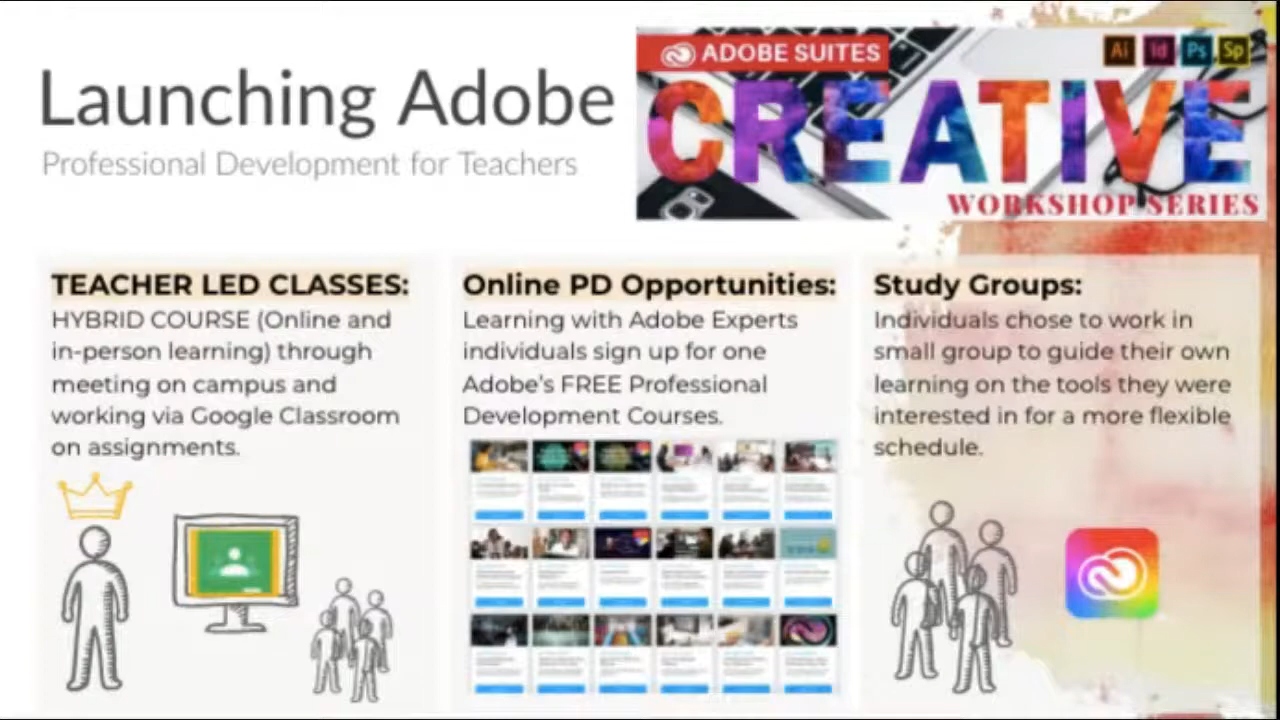 Launching Adobe
Professional Development for Teachers
ADOBE SUITES
Ai Id Ps Sp
CREATIVE
WORKSHOP SERIES
TEACHER LED CLASSES:
HYBRID COURSE (Online and
in-person learning) through
meeting on campus and
working via Google Classroom
on assignments.
Online PD Opportunities:
Learning with Adobe Experts
individuals sign up for one
Adobe's FREE Professional
Development Courses.
Study Groups:
Individuals chose to work in
small group to guide their own
learning on the tools they were
interested in for a more flexible
schedule.